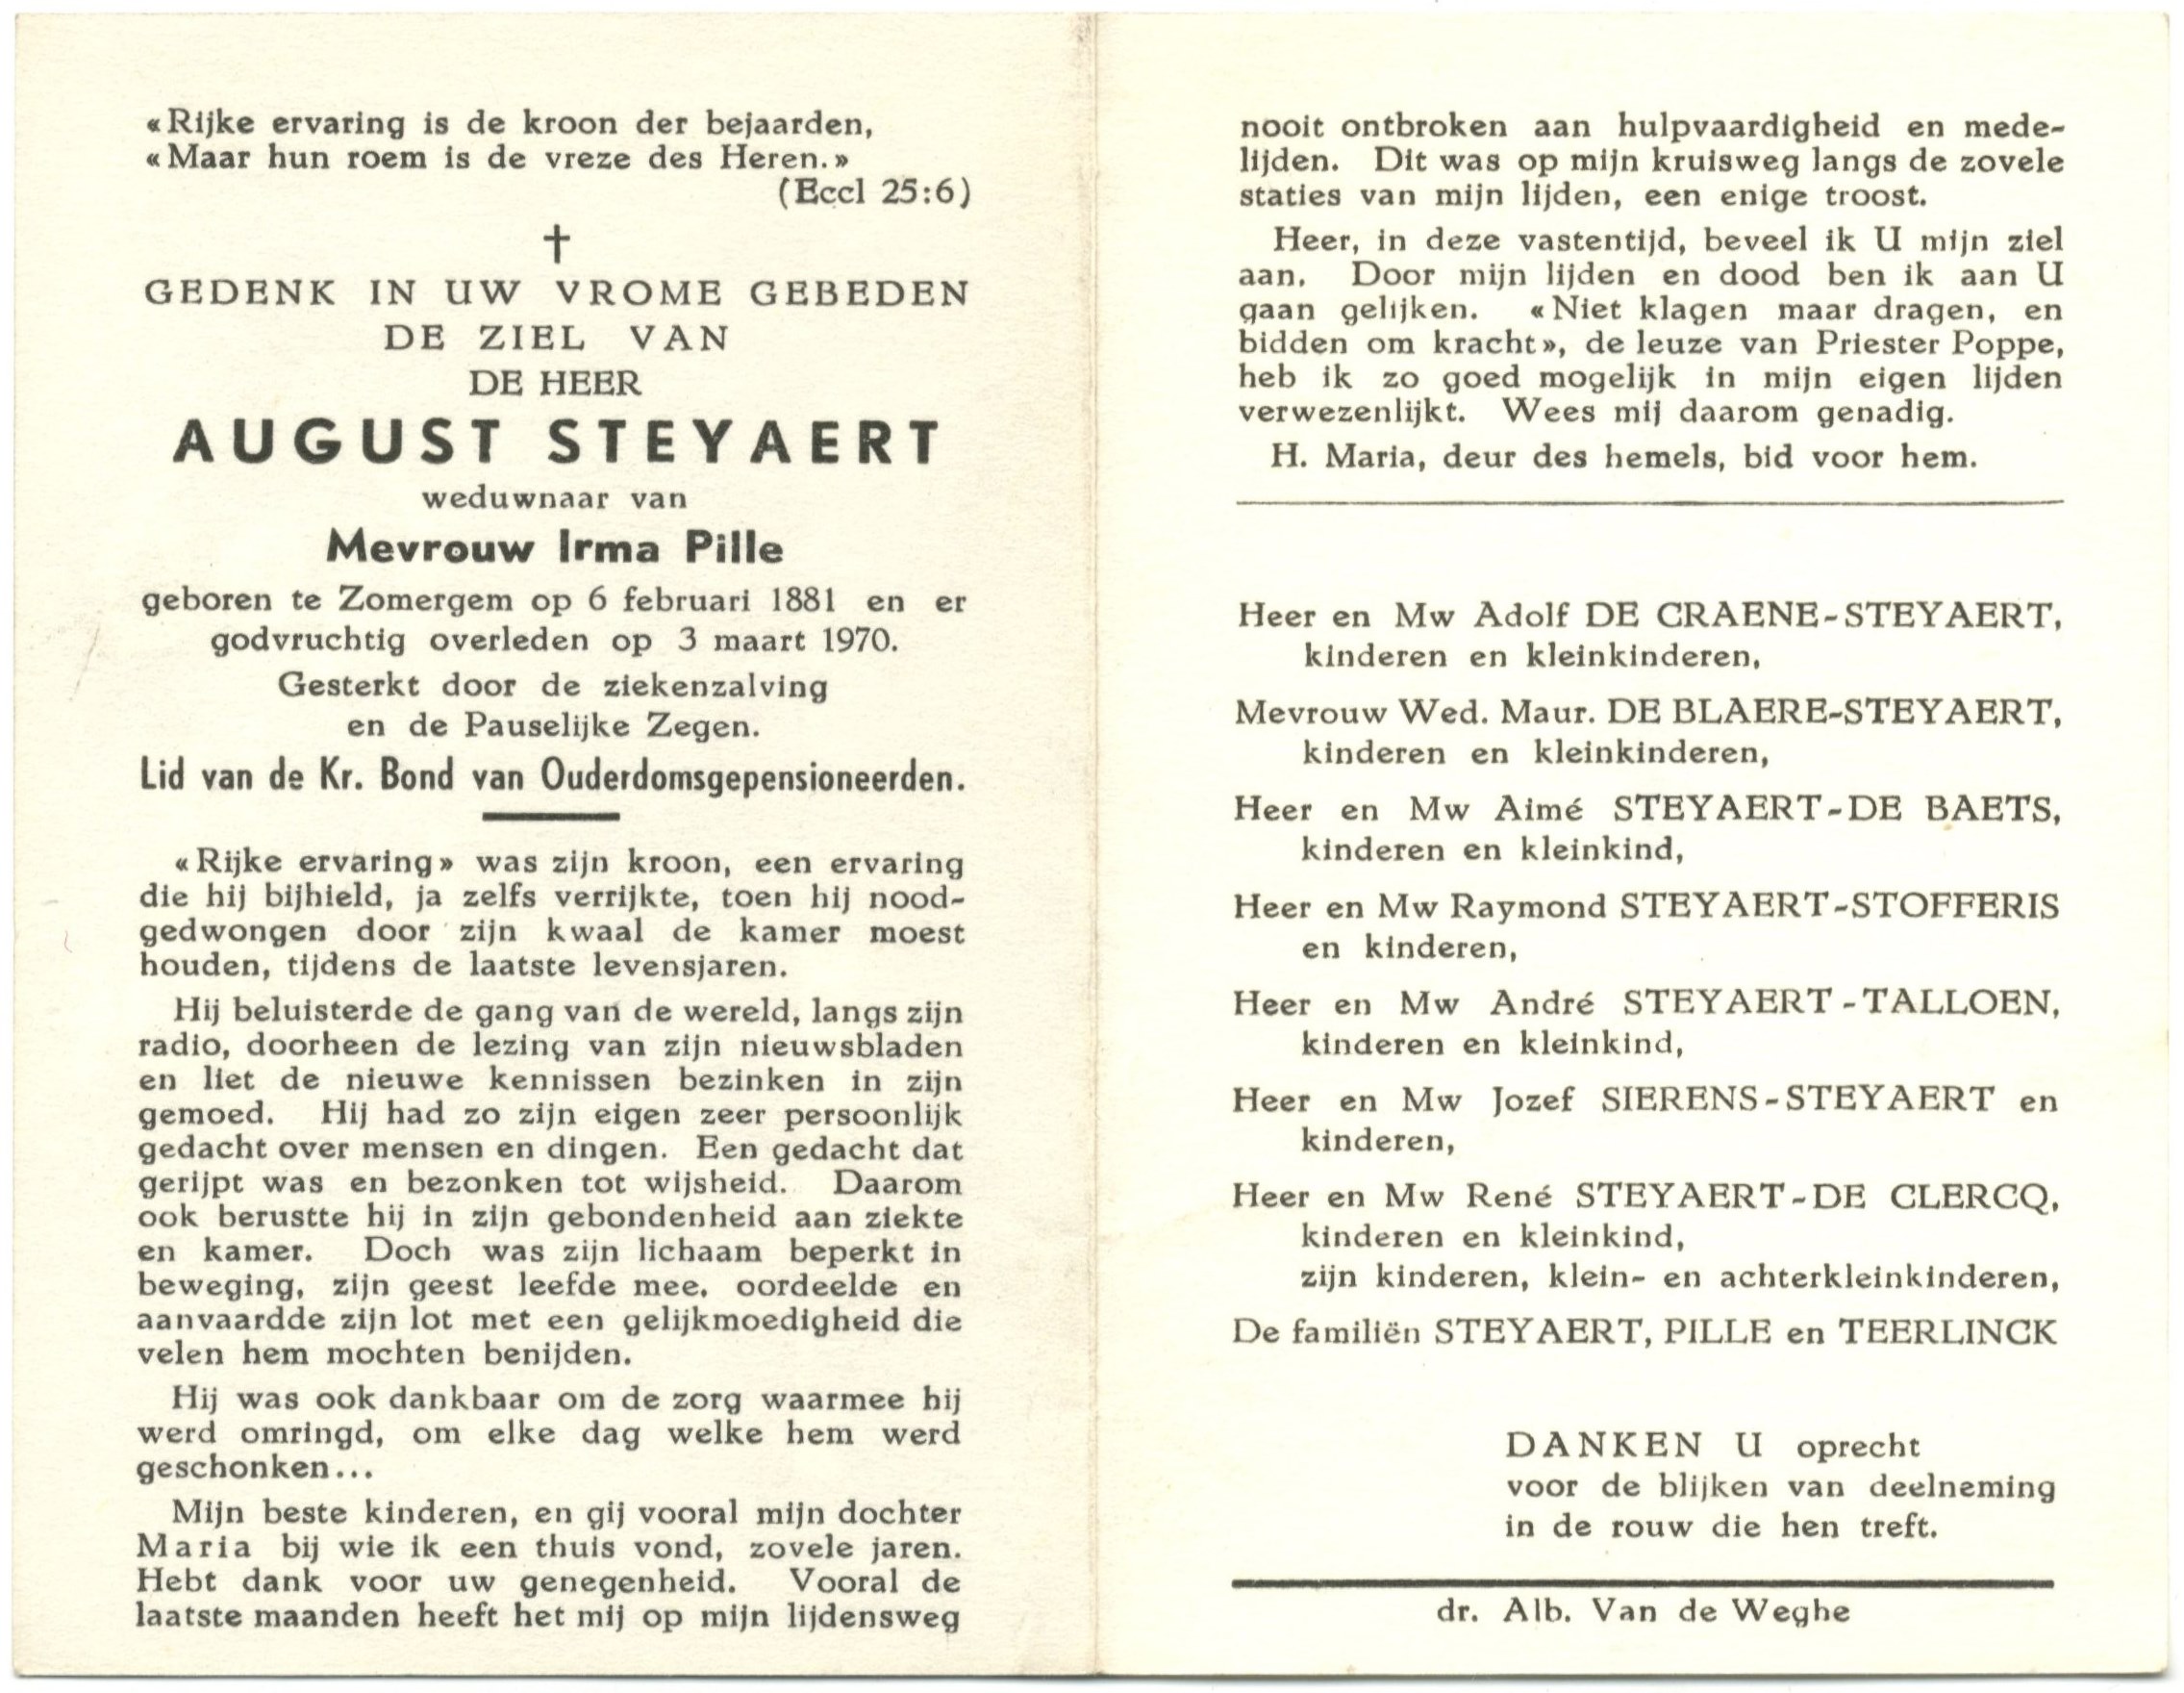 «Rijke ervaring is de kroon der bejaarden,
«Maar hun roem is de vreze des Heren.»
(Eccl 25:6)
✝
GEDENK IN UW VROME GEBEDEN
DE ZIEL VAN
DE HEER
AUGUST STEYAERT
weduwnaar van
Mevrouw Irma Pille
geboren te Zomergem op 6 februari 1881 en er
godvruchtig overleden op 3 maart 1970.
Gesterkt door de ziekenzalving
en de Pauselijke Zegen.
Lid van de Kr. Bond van Ouderdomsgepensioneerden.
«Rijke ervaring» was zijn kroon, een ervaring
die hij bijhield, ja zelfs verrijkte, toen hij nood-
gedwongen door zijn kwaal de kamer moest
houden, tijdens de laatste levensjaren.
Hij beluisterde de gang van de wereld, langs zijn
radio, doorheen de lezing van zijn nieuwsbladen
en liet de nieuwe kennissen bezinken in zijn
gemoed. Hij had zo zijn eigen zeer persoonlijk
gedacht over mensen en dingen. Een gedacht dat
gerijpt was en bezonken tot wijsheid. Daarom
ook berustte hij in zijn gebondenheid aan ziekte
en kamer. Doch was zijn lichaam beperkt in
beweging, zijn geest leefde mee, oordeelde en
aanvaardde zijn lot met een gelijkmoedigheid die
velen hem mochten benijden.
Hij was ook dankbaar om de zorg waarmee hij
werd omringd, om elke dag welke hem werd
geschonken...
Mijn beste kinderen, en gij vooral mijn dochter
Maria bij wie ik een thuis vond, zovele jaren.
Hebt dank voor uw genegenheid. Vooral de
laatste maanden heeft het mij op mijn lijdensweg
nooit ontbroken aan hulpvaardigheid en mede-
lijden. Dit was op mijn kruisweg langs de zovele
staties van mijn lijden, een enige troost.
Heer, in deze vastentijd, beveel ik U mijn ziel
aan. Door mijn lijden en dood ben ik aan U
gaan gelijken. «Niet klagen maar dragen, en
bidden om kracht», de leuze van Priester Poppe,
heb ik zo goed mogelijk in mijn eigen lijden
verwezenlijkt. Wees mij daarom genadig.
H. Maria, deur des hemels, bid voor hem.
Heer en Mw Adolf DE CRAENE-STEYAERT,
kinderen en kleinkinderen,
Mevrouw Wed. Maur. DE BLAERE-STEYAERT,
kinderen en kleinkinderen,
Heer en Mw Aimé STEYAERT-DE BAETS,
kinderen en kleinkind,
Heer en Mw Raymond STEYAERT-STOFFERIS
en kinderen,
Heer en Mw André STEYAERT-TALLOEN,
kinderen en kleinkind,
Heer en Mw Jozef SIERENS-STEYAERT en
kinderen,
Heer en Mw René STEYAERT-DE CLERCQ,
kinderen en kleinkind,
zijn kinderen, klein- en achterkleinkinderen,
De familiën STEYAERT, PILLE en TEERLINCK
DANKEN U oprecht
voor de blijken van deelneming
in de rouw die hen treft.
dr. Alb. Van de Weghe